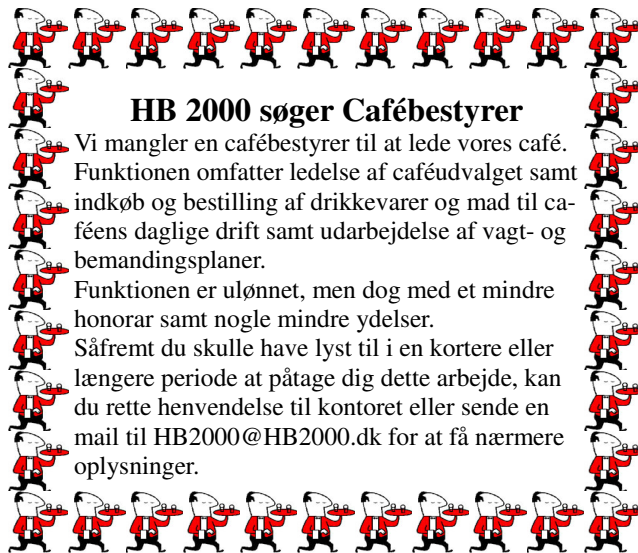 HB 2000 søger Cafébestyrer
Vi mangler en cafébestyrer til at lede vores café.
Funktionen omfatter ledelse af caféudvalget samt
indkøb og bestilling af drikkevarer og mad til ca-
féens daglige drift samt udarbejdelse af vagt- og
bemandingsplaner.
Funktionen er ulønnet, men dog med et mindre
honorar samt nogle mindre ydelser.
Såfremt du skulle have lyst til i en kortere eller
længere periode at påtage dig dette arbejde, kan
du rette henvendelse til kontoret eller sende en
mail til HB2000@HB2000.dk for at få nærmere
oplysninger.